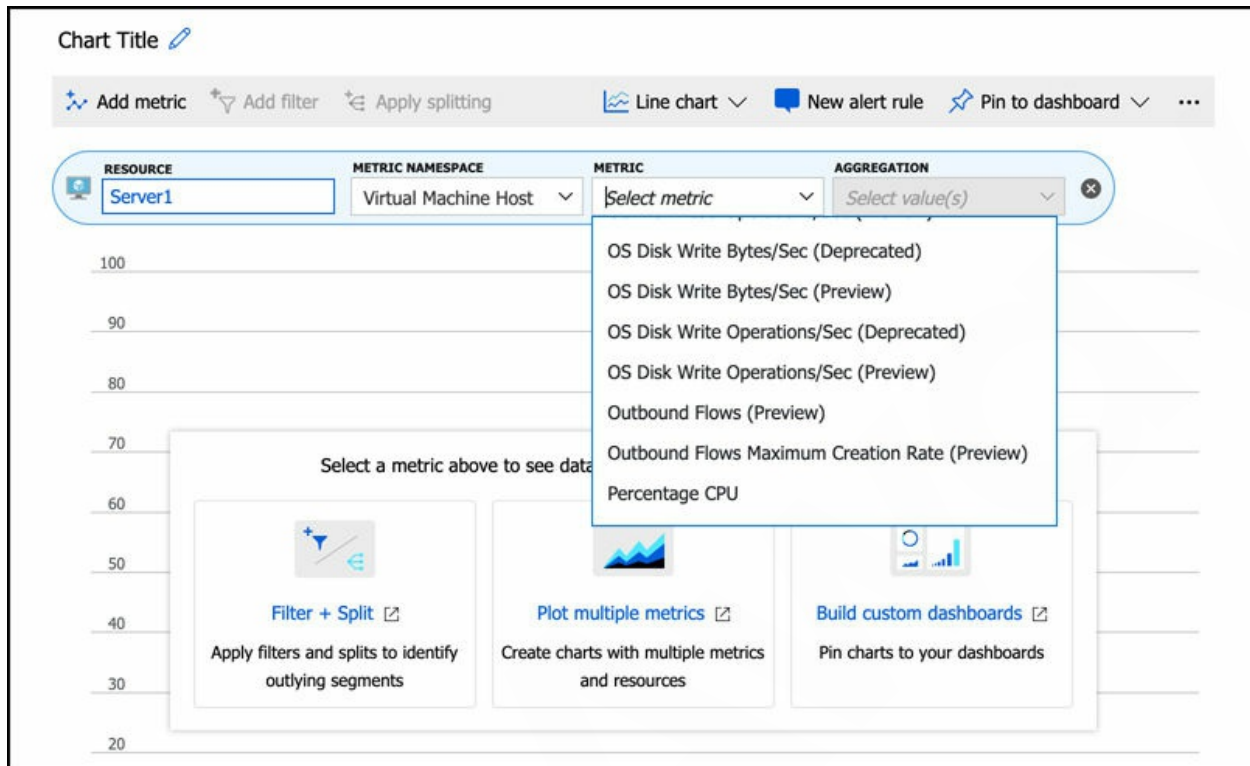 Chart Title
Add metric Add filter Apply splitting Line chart New alert rule Pin to dashboard ...
RESOURCE METRIC NAMESPACE METRIC AGGREGATION
Server1 Virtual Machine Host Select metric Select value(s)
OS Disk Write Bytes/Sec (Deprecated)
OS Disk Write Bytes/Sec (Preview)
OS Disk Write Operations/Sec (Deprecated)
OS Disk Write Operations/Sec (Preview)
Outbound Flows (Preview)
Outbound Flows Maximum Creation Rate (Preview)
Percentage CPU
100
90
80
70
60
50
40
30
20
Select a metric above to see data
Filter + Split
Apply filters and splits to identify
outlying segments
Plot multiple metrics
Create charts with multiple metrics
and resources
Build custom dashboards
Pin charts to your dashboards